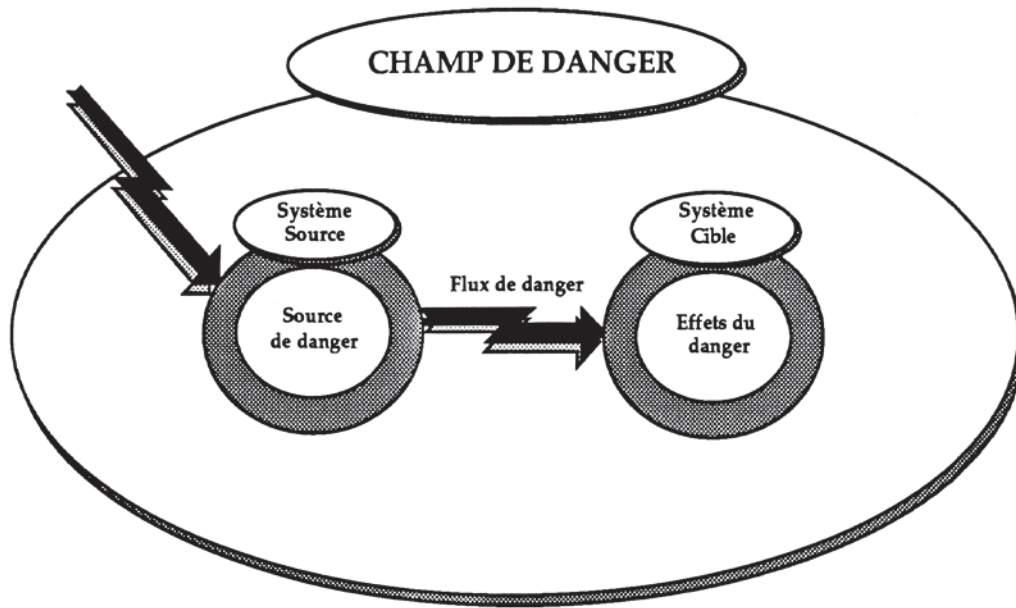 CHAMP DE DANGER
Système
Source
Système
Cible
Flux de danger
Source
de danger
Effets du
danger